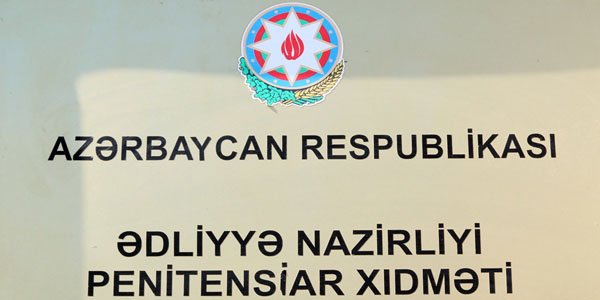 AZƏRBAYCAN RESPUBLİKASI
ƏDLİYYƏ NAZİRLİYİ
PENİTENSİAR XİDMƏTİ